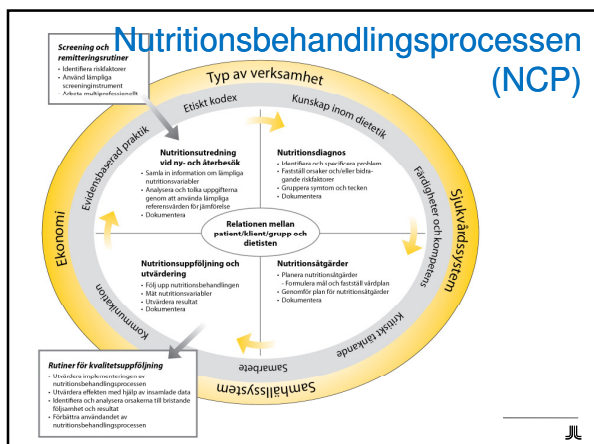 Nutritionsbehandlingsprocessen
(NCP)
Screening och
remitteringsrutiner
• Identifiera riskfaktorer
• Använd lämpliga
screeninginstrument
• Arbeta multiprofessionellt
Typ av verksamhet
Etiskt kodex
Kunskap inom dietetik
Evidensbaserad praktik
Färdigheter och kompetens
Ekonomi
Sjukvårdssystem
Nutritionsutredning
vid ny- och återbesök
• Samla in information om lämpliga
nutritionsvariabler
• Analysera och tolka uppgifterna
genom att använda lämpliga
referensvärden för jämförelse
• Dokumentera
Nutritionsdiagnos
• Identifiera och specificera problem
• Fastställ orsaker och/eller bidra-
gande riskfaktorer
• Gruppera symtom och tecken
• Dokumentera
Relationen mellan
patient/klient/grupp och
dietisten
Nutritionsuppföljning och
utvärdering
• Följ upp nutritionsbehandlingen
• Mät nutritionsvariabler
• Utvärdera resultat
• Dokumentera
Nutritionsåtgärder
• Planera nutritionsåtgärder
- Formulera mål och fastställ vårdplan
• Genomför plan för nutritionsåtgärder
• Dokumentera
Kommunikation
Samarbete
Kritiskt tänkande
Samhällssystem
Rutiner för kvalitetsuppföljning
• Utvärdera implementeringen av
nutritionsbehandlingsprocessen
• Utvärdera effekten med hjälp av insamlade data
• Identifiera och analysera orsakerna till bristande
följsamhet och resultat
• Förbättra användandet av
nutritionsbehandlingsprocessen